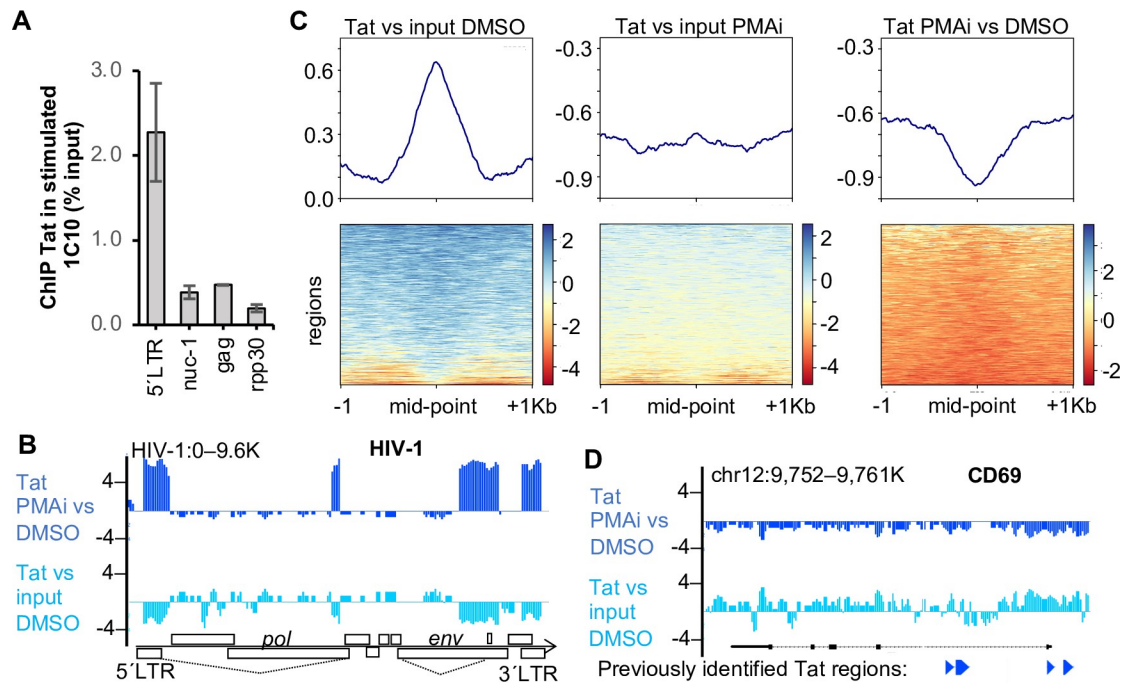 A
ChIP Tat in stimulated
1C10 (% input)
3.0
2.0
1.0
0.0
5´LTR
nuc-1
gag
rpp30
C
Tat vs input DMSO
0.6
0.3
0.0
Tat vs input PMAi
-0.3
-0.6
-0.9
Tat PMAi vs DMSO
-0.3
-0.6
-0.9
regions
-1
mid-point
+1Kb
2
0
-2
-4
-1
mid-point
+1Kb
2
0
-2
-4
-1
mid-point
+1Kb
2
0
-2
B
HIV-1:0–9.6K
HIV-1
Tat
PMAi vs
DMSO
4
-4
Tat vs
input
DMSO
4
-4
pol
env
5´LTR
3´LTR
D
chr12:9,752–9,761K
CD69
Tat
PMAi vs
DMSO
4
-4
Tat vs
input
DMSO
4
-4
Previously identified Tat regions: